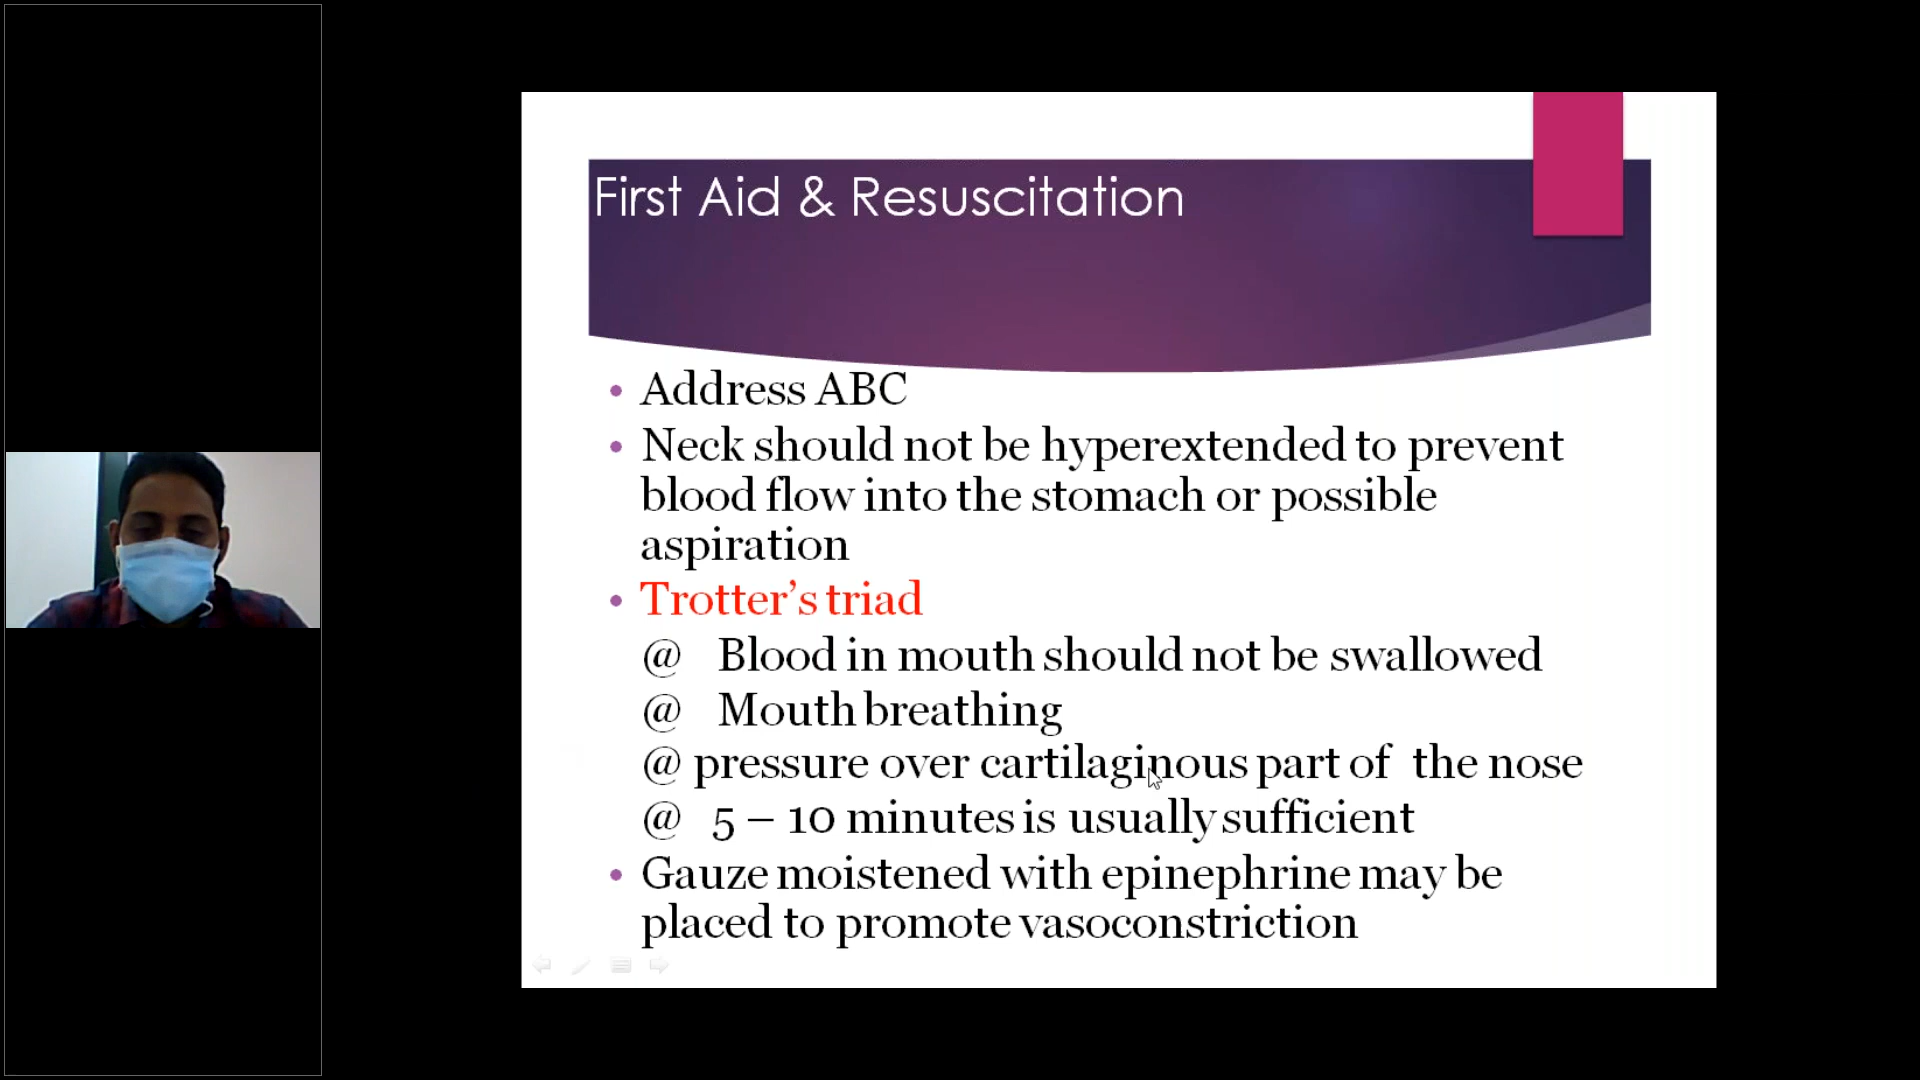 First Aid & Resuscitation
• Address ABC
• Neck should not be hyperextended to prevent
blood flow into the stomach or possible
aspiration
• Trotter’s triad
@ Blood in mouth should not be swallowed
@ Mouth breathing
@ pressure over cartilaginous part of the nose
@ 5 – 10 minutes is usually sufficient
• Gauze moistened with epinephrine may be
placed to promote vasoconstriction